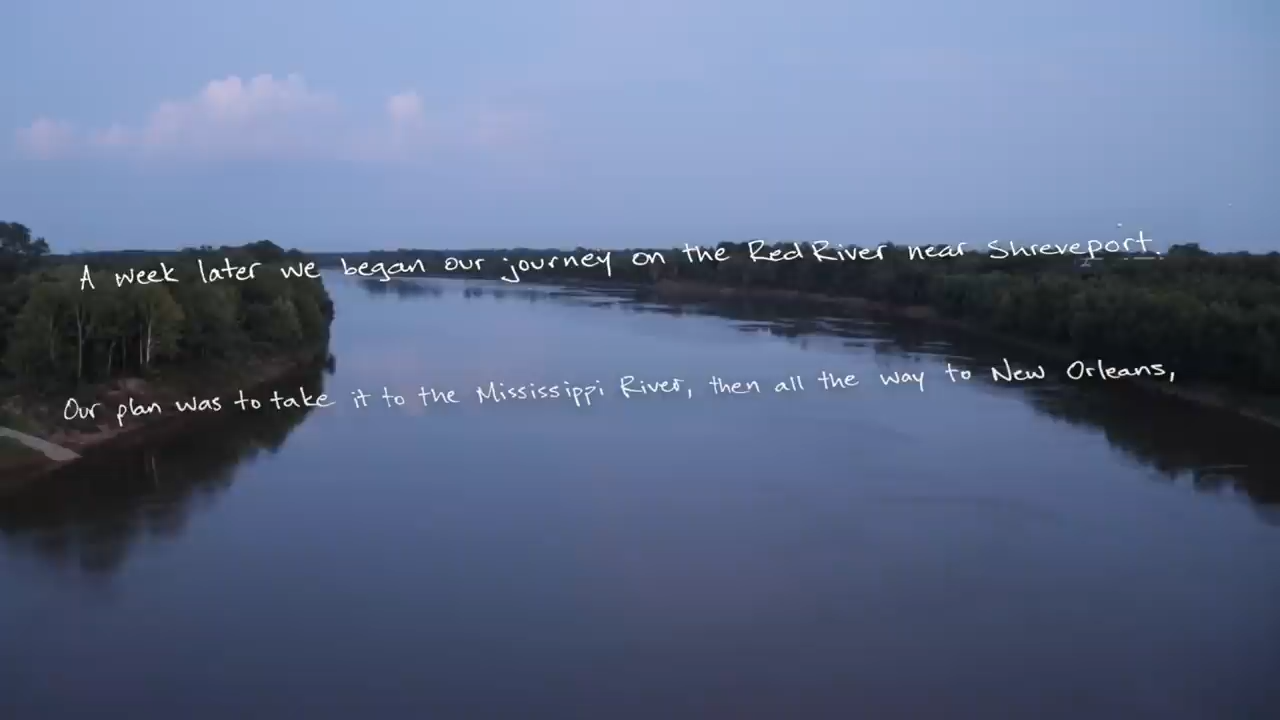 A week later we began our journey on the Red River near Shreveport.
Our plan was to take it to the Mississippi River, then all the way to New Orleans,